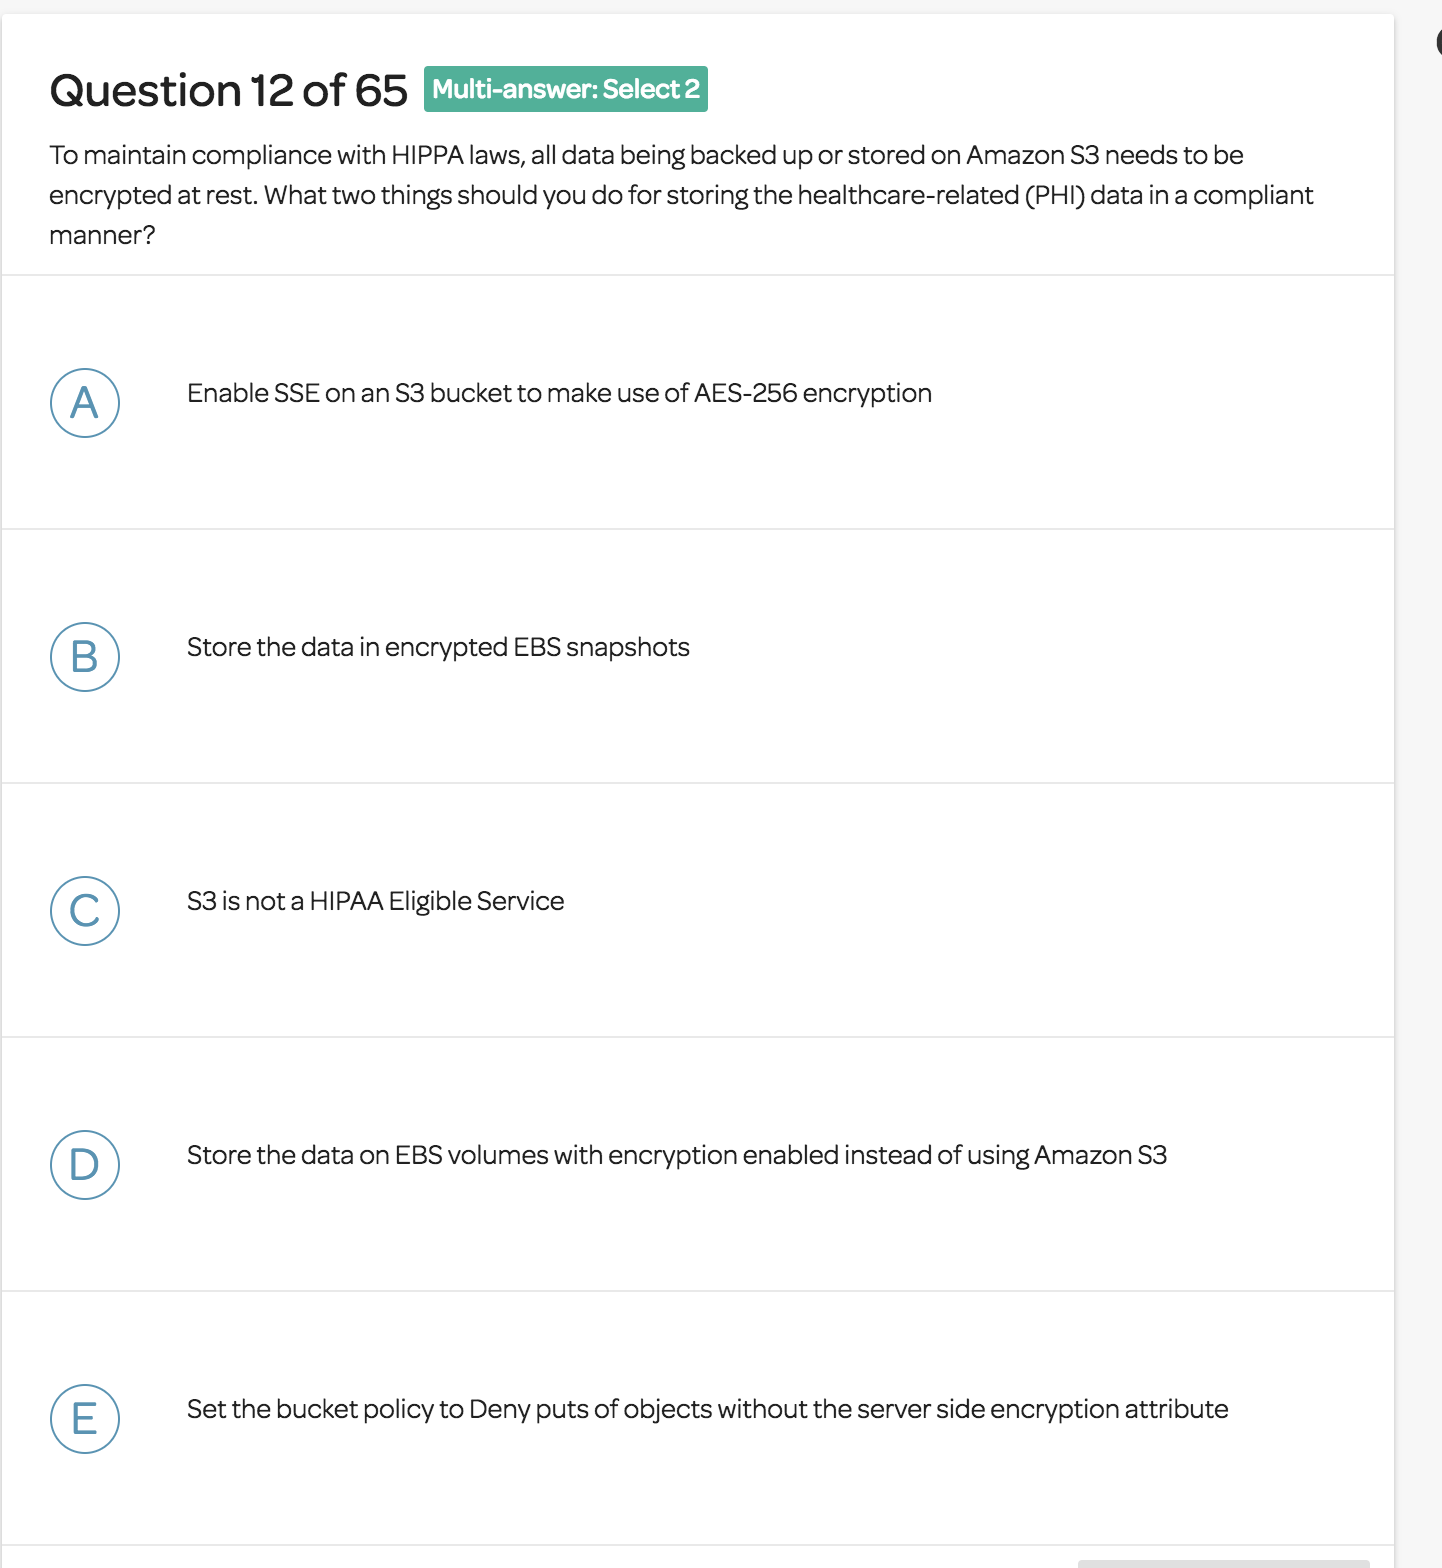 Question 12 of 65 Multi-answer: Select 2
To maintain compliance with HIPPA laws, all data being backed up or stored on Amazon S3 needs to be
encrypted at rest. What two things should you do for storing the healthcare-related (PHI) data in a compliant
manner?
A Enable SSE on an S3 bucket to make use of AES-256 encryption
B Store the data in encrypted EBS snapshots
C S3 is not a HIPAA Eligible Service
D Store the data on EBS volumes with encryption enabled instead of using Amazon S3
E Set the bucket policy to Deny puts of objects without the server side encryption attribute